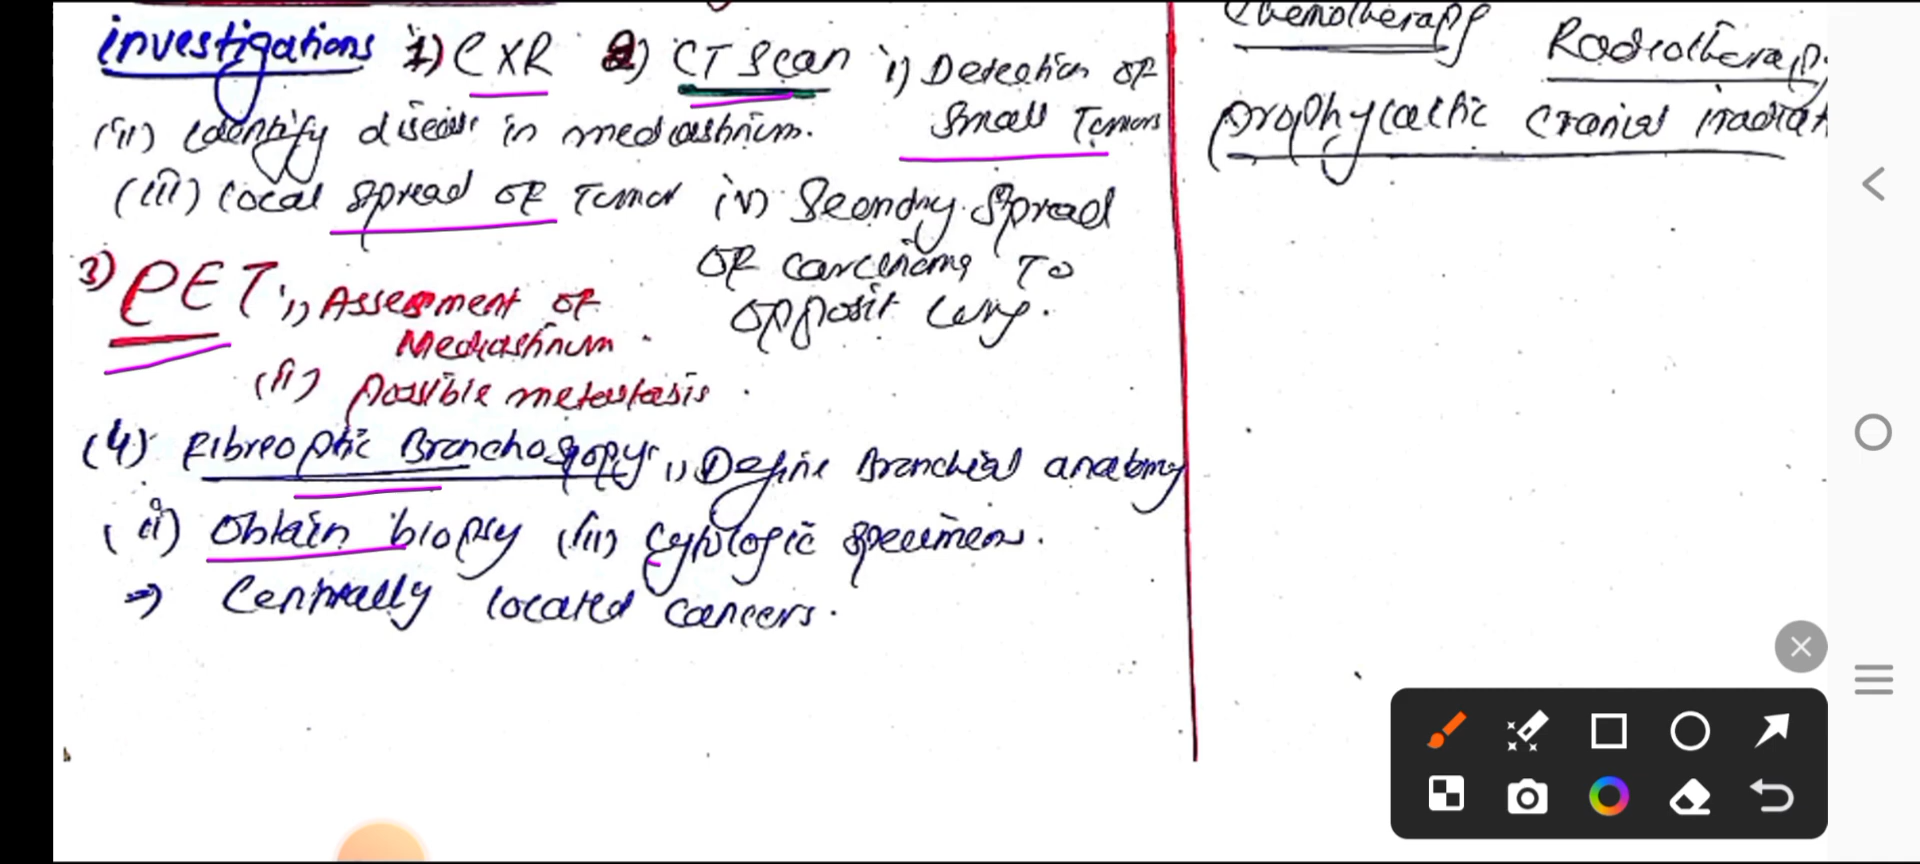 investigations 1) CXR 2) CT Scan i) Detection OF
Small Tumors
(ii) Identify disease in mediastinum.
(iii) Local spread OF Tumor iv) Secondry Spread
OF carcinoma To
opposit Lung.
3) PET i) Assessment OF
Mediastinum.
(ii) possible metastasis.
(4) Fibreoptic Bronchoscopy i) Define Bronchial anatomy
(ii) Obtain biopsy (iii) Cytologic specimens.
⇒ Centrally located cancers.
Chemotherapy Radiotherapy
prophylactic cranial irradiat